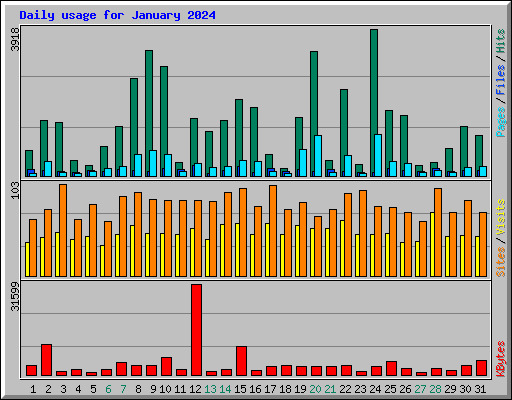 Daily usage for January 2024
3918
Pages / Files / Hits
103
Sites / Visits
31599
KBytes
1 2 3 4 5 6 7 8 9 10 11 12 13 14 15 16 17 18 19 20 21 22 23 24 25 26 27 28 29 30 31